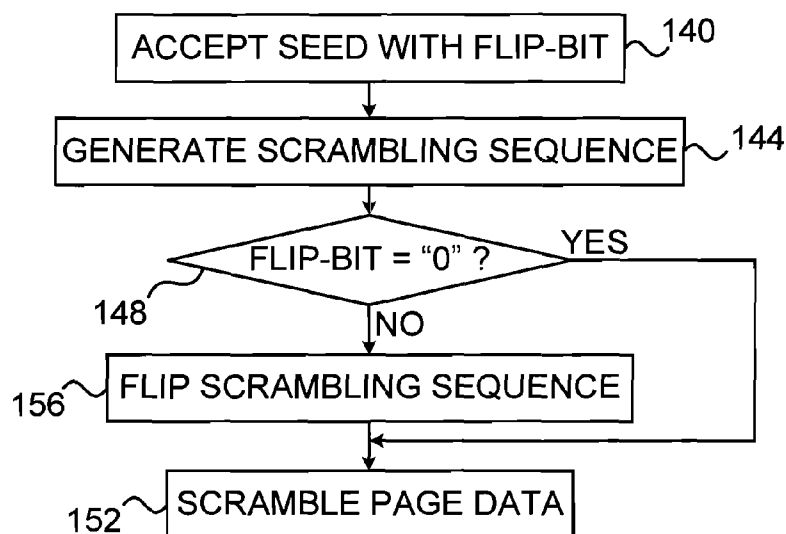 ACCEPT SEED WITH FLIP-BIT
140
GENERATE SCRAMBLING SEQUENCE
144
FLIP-BIT = “0” ?
YES
148
NO
FLIP SCRAMBLING SEQUENCE
156
SCRAMBLE PAGE DATA
152